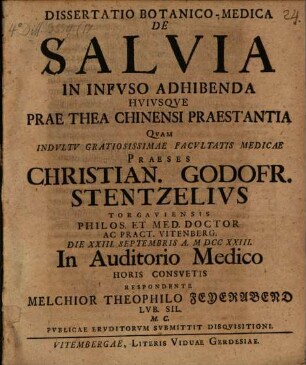 DISSERTATIO BOTANICO-MEDICA
DE
SALVIA
IN INFVSO ADHIBENDA
HVIVSQVE
PRAE THEA CHINENSI PRAESTANTIA
QVAM
INDVLTV GRATIOSISSIMAE FACVLTATIS MEDICAE
PRAESES
CHRISTIAN. GODOFR.
STENTZELIVS
TORGAVIENSIS
PHILOS. ET MED. DOCTOR
AC PRACT. VITENBERG.
DIE XXIII. SEPTEMBRIS A. M DCC XXIII.
In Auditorio Medico
HORIS CONSVETIS
RESPONDENTE
MELCHIOR THEOPHILO FEYERABEND
LVB. SIL.
M. C.
PVBLICAE ERVDITORVM SVBMITTIT DISQVISITIONI.
VITEMBERGAE, LITERIS VIDVAE GERDESIAE.